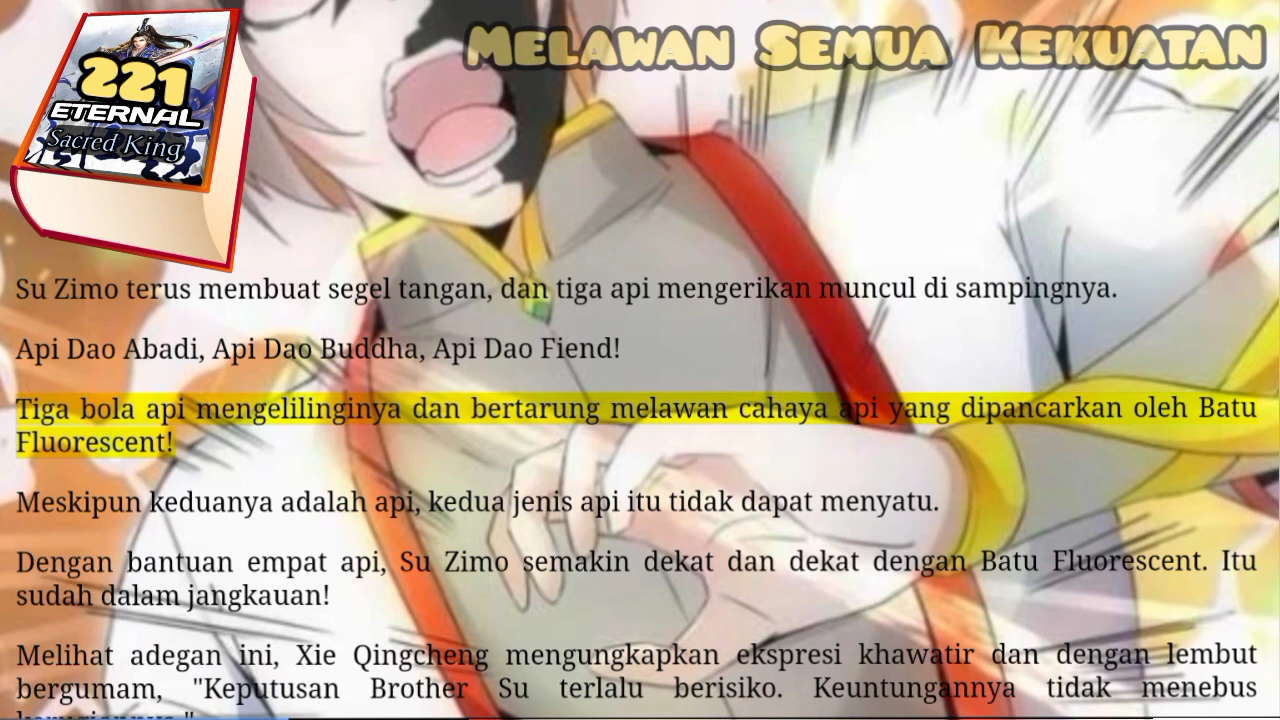 MELAWAN SEMUA KEKUATAN
221
ETERNAL
Sacred King
Su Zimo terus membuat segel tangan, dan tiga api mengerikan muncul di sampingnya.
Api Dao Abadi, Api Dao Buddha, Api Dao Fiend!
Tiga bola api mengelilinginya dan bertarung melawan cahaya api yang dipancarkan oleh Batu
Fluorescent!
Meskipun keduanya adalah api, kedua jenis api itu tidak dapat menyatu.
Dengan bantuan empat api, Su Zimo semakin dekat dan dekat dengan Batu Fluorescent. Itu
sudah dalam jangkauan!
Melihat adegan ini, Xie Qingcheng mengungkapkan ekspresi khawatir dan dengan lembut
bergumam, "Keputusan Brother Su terlalu berisiko. Keuntungannya tidak menebus